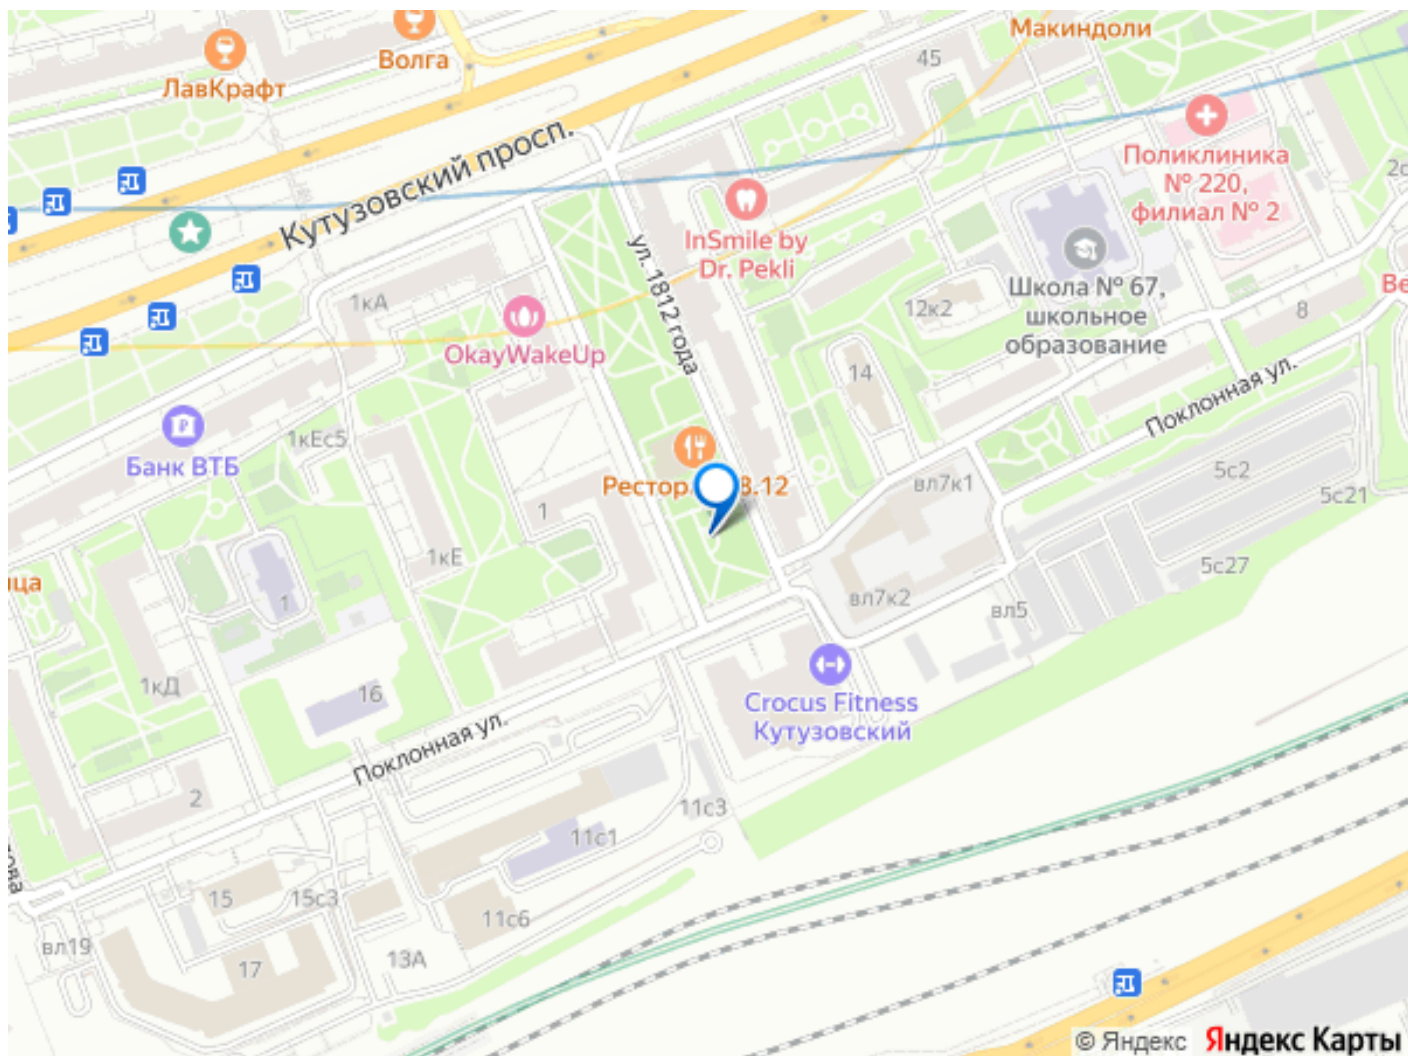 Макиндоли
Волга
45
ЛавКрафт
Кутузовский просп.
Поликлиника
№ 220,
филиал № 2
InSmile by
Dr. Pekli
ул. 1812 года
Школа № 67,
школьное
образование
1кА
12к2
8
OkayWakeUp
14
Поклонная ул.
1кЕс5
Банк ВТБ
5с2
вл7к1
5с21
1
1кЕ
5с27
1
вл7к2
вл5
1кД
16
Crocus Fitness
Кутузовский
Поклонная ул.
2
11с3
11с1
15
15с3
11с6
вл19
17
13А
© Яндекс Яндекс Карты